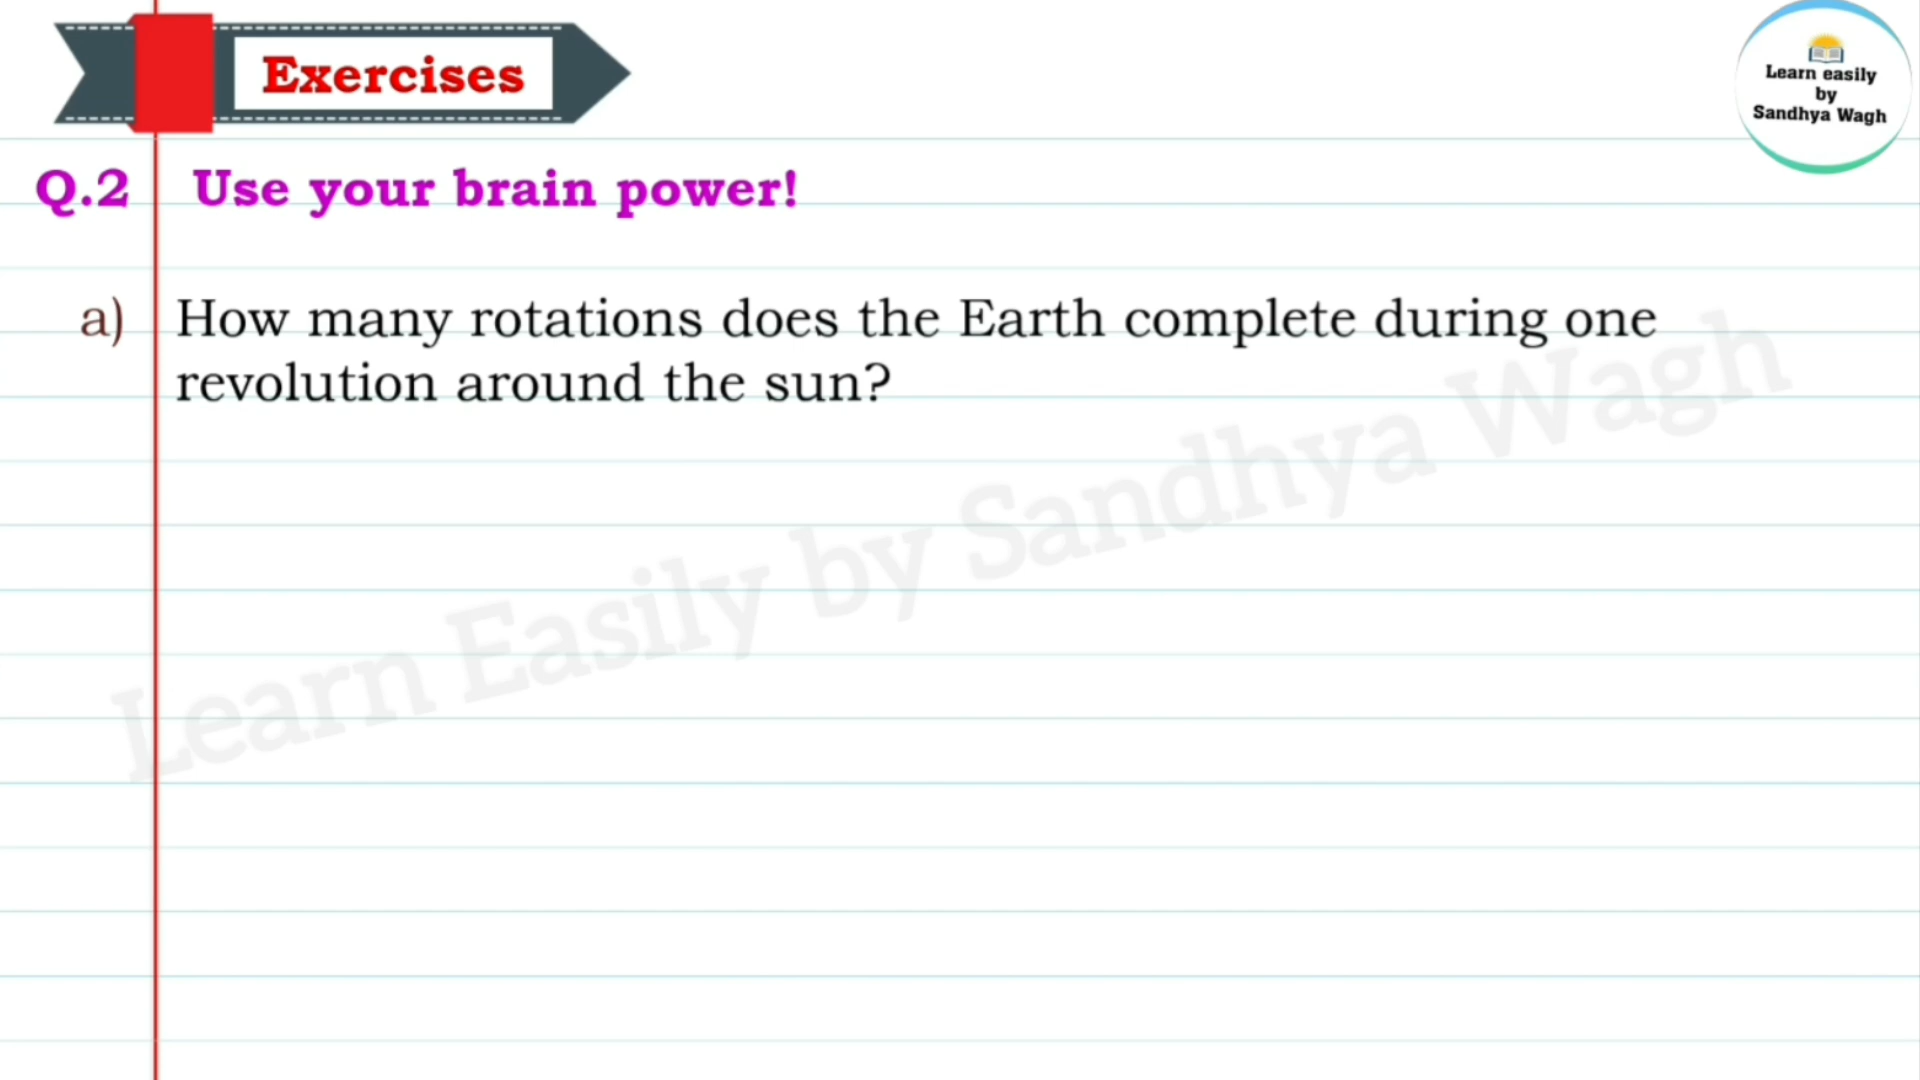 Exercises
Learn easily
by
Sandhya Wagh
Q.2 Use your brain power!
a) How many rotations does the Earth complete during one
revolution around the sun?
Learn Easily by Sandhya Wagh